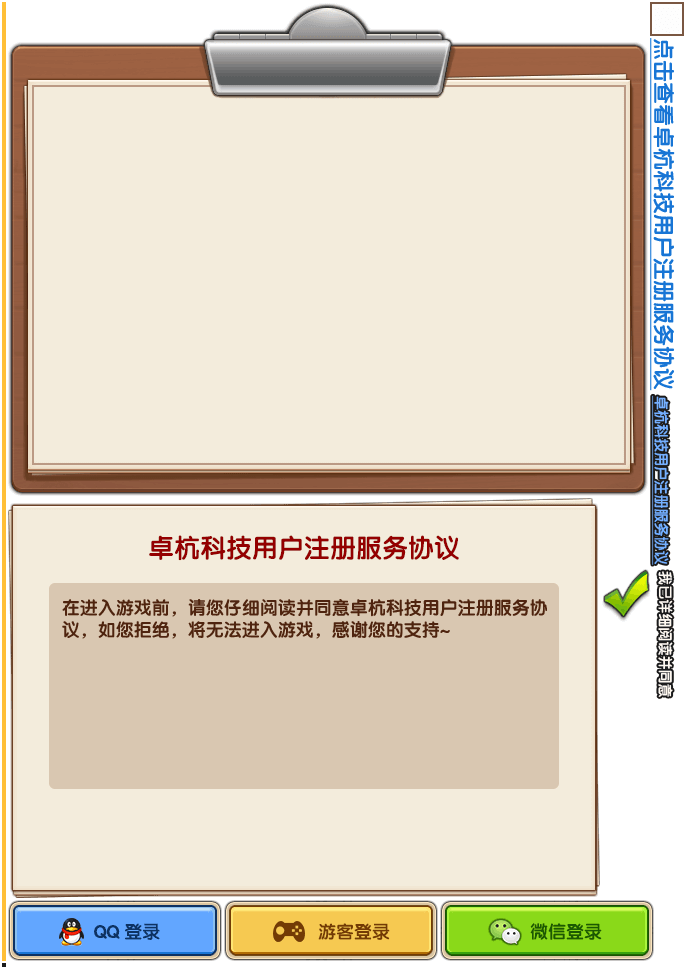 点击查看卓杭科技用户注册服务协议
卓杭科技用户注册服务协议
我已详细阅读并同意
卓杭科技用户注册服务协议
在进入游戏前，请您仔细阅读并同意卓杭科技用户注册服务协
议，如您拒绝，将无法进入游戏，感谢您的支持~
QQ 登录
游客登录
微信登录